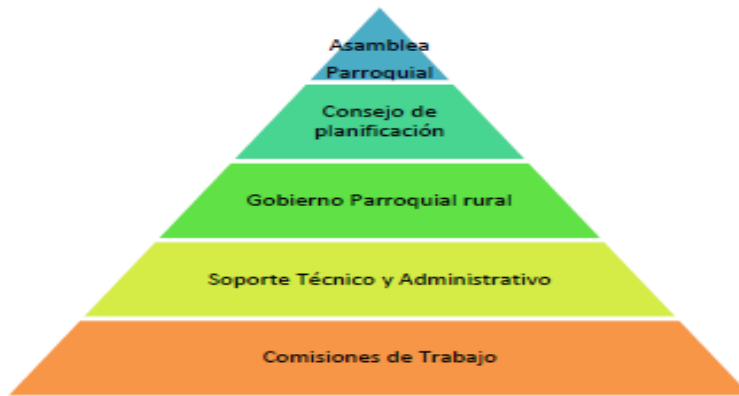 Asamblea
Parroquial
Consejo de
planificación
Gobierno Parroquial rural
Soporte Técnico y Administrativo
Comisiones de Trabajo